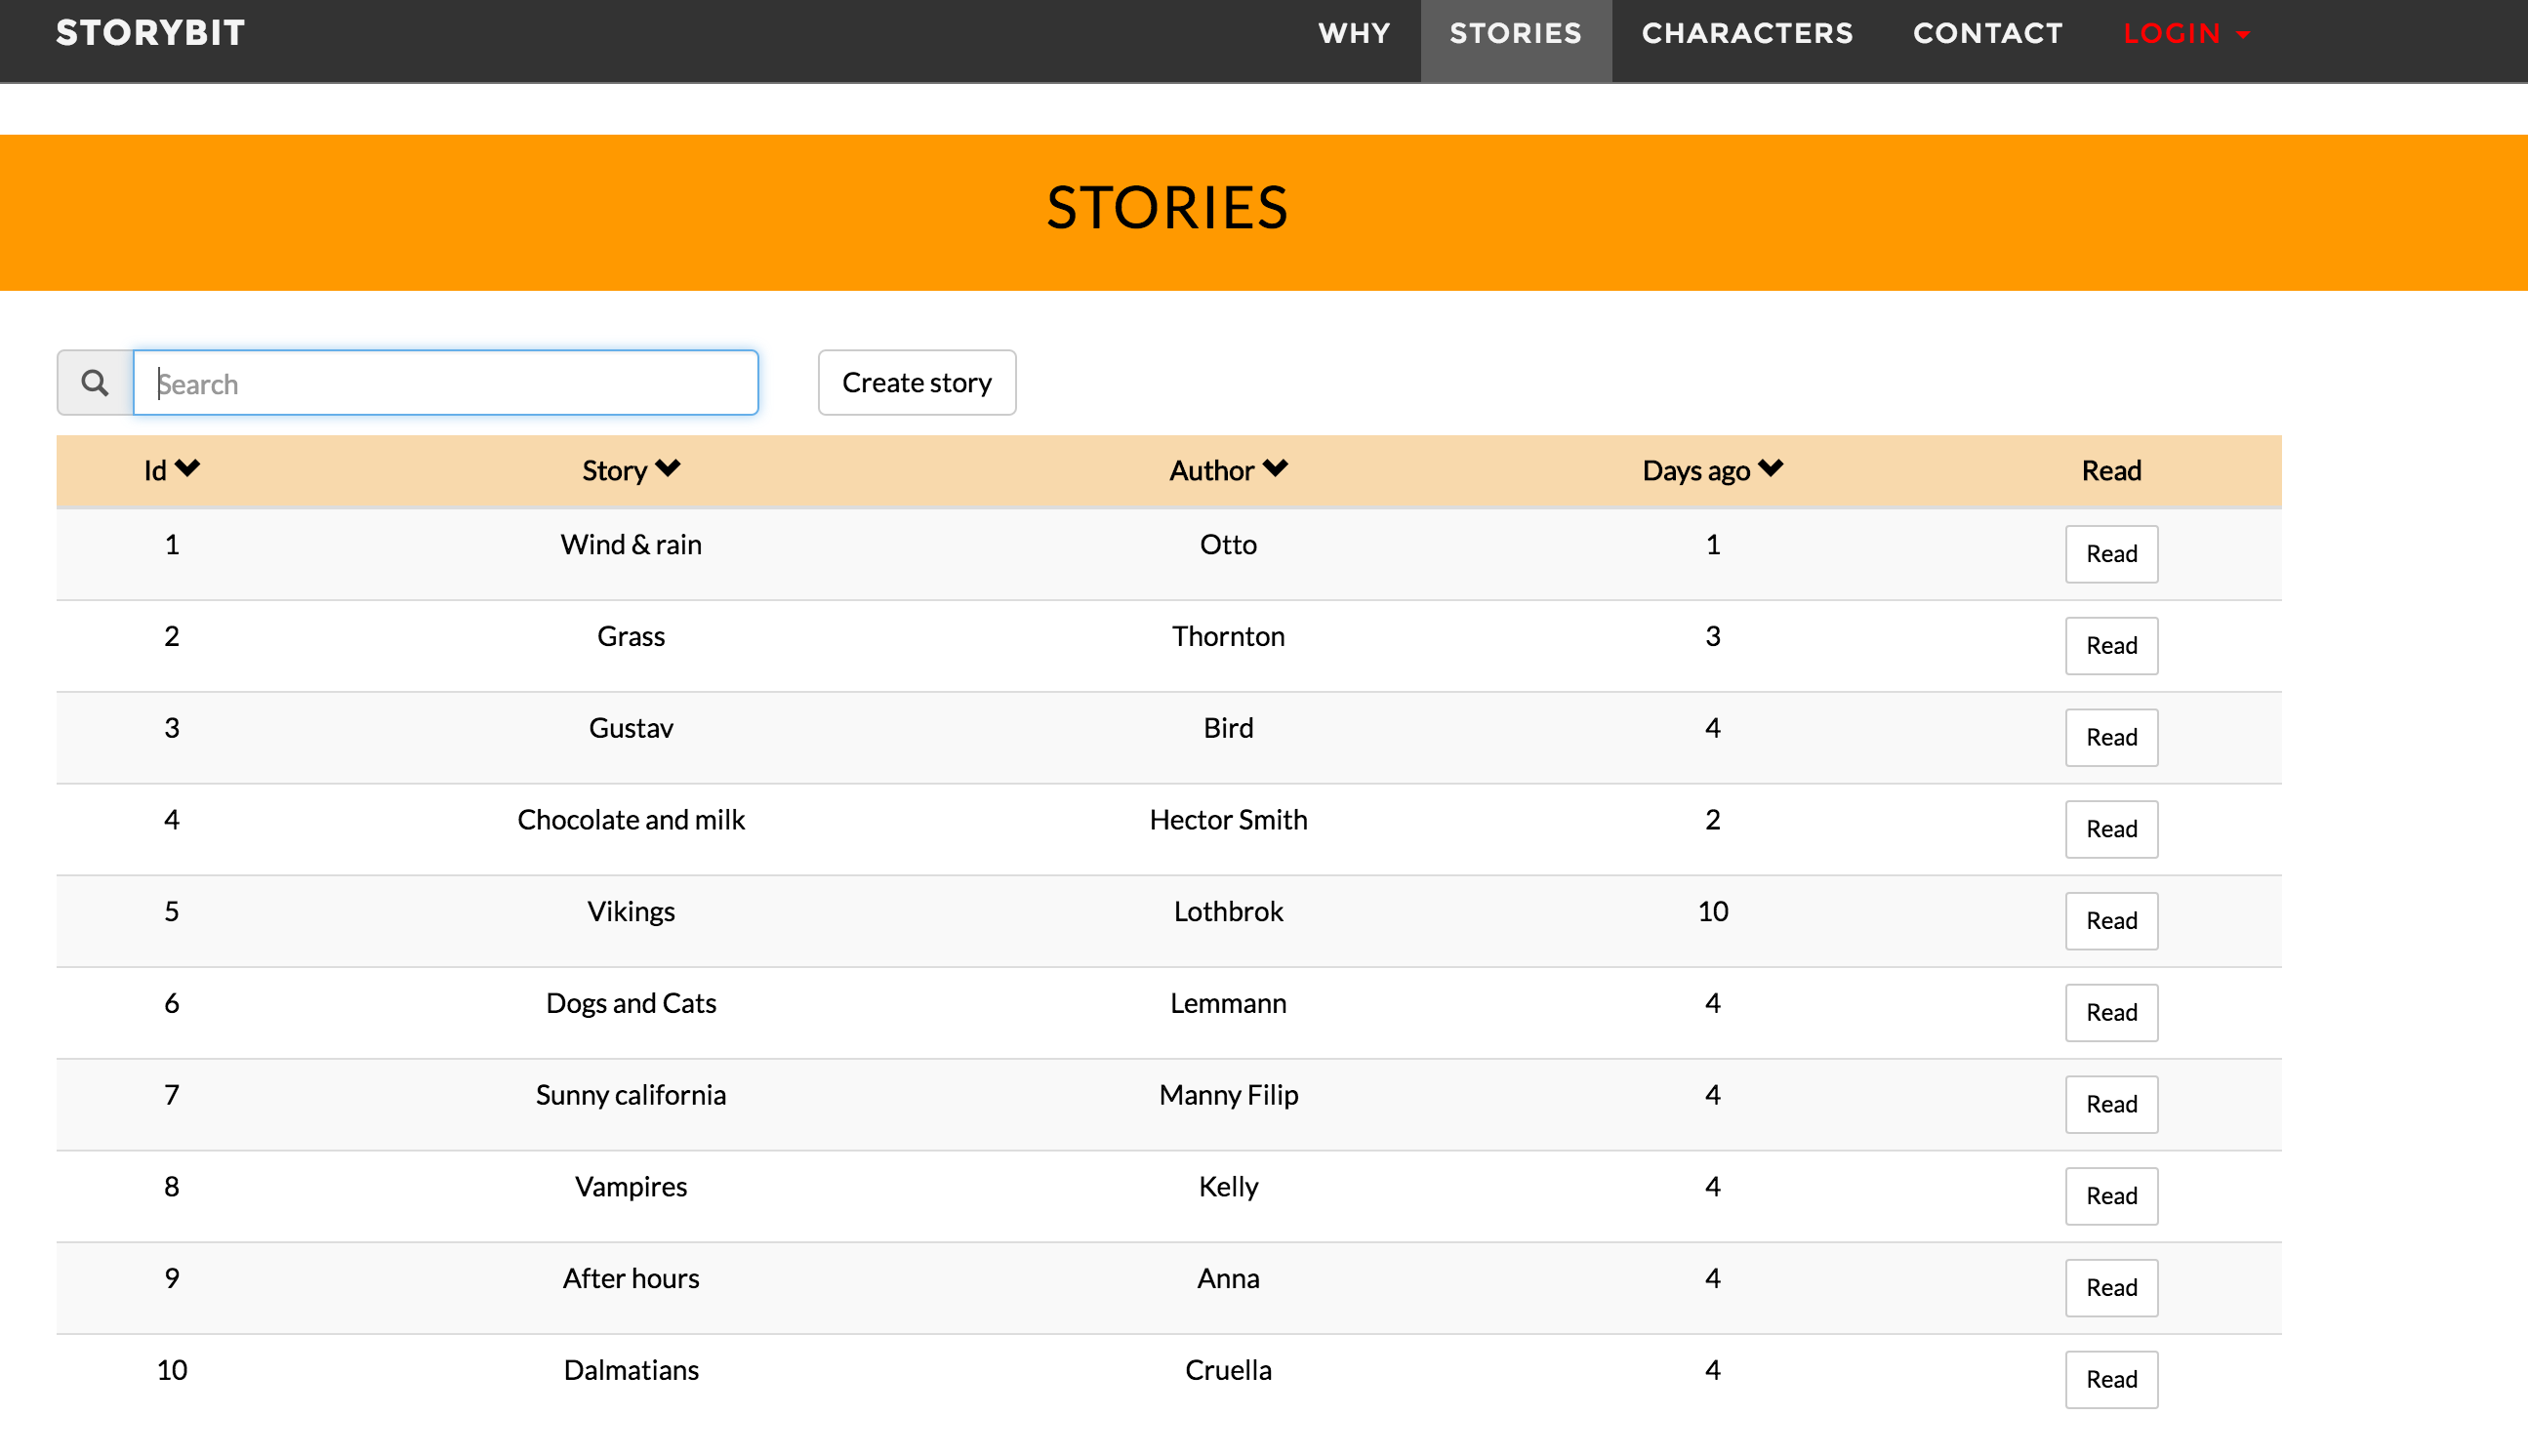 STORYBIT WHY STORIES CHARACTERS CONTACT LOGIN
STORIES
Search Create story
Id Story Author Days ago Read
1 Wind & rain Otto 1 Read
2 Grass Thornton 3 Read
3 Gustav Bird 4 Read
4 Chocolate and milk Hector Smith 2 Read
5 Vikings Lothbrok 10 Read
6 Dogs and Cats Lemmann 4 Read
7 Sunny california Manny Filip 4 Read
8 Vampires Kelly 4 Read
9 After hours Anna 4 Read
10 Dalmatians Cruella 4 Read